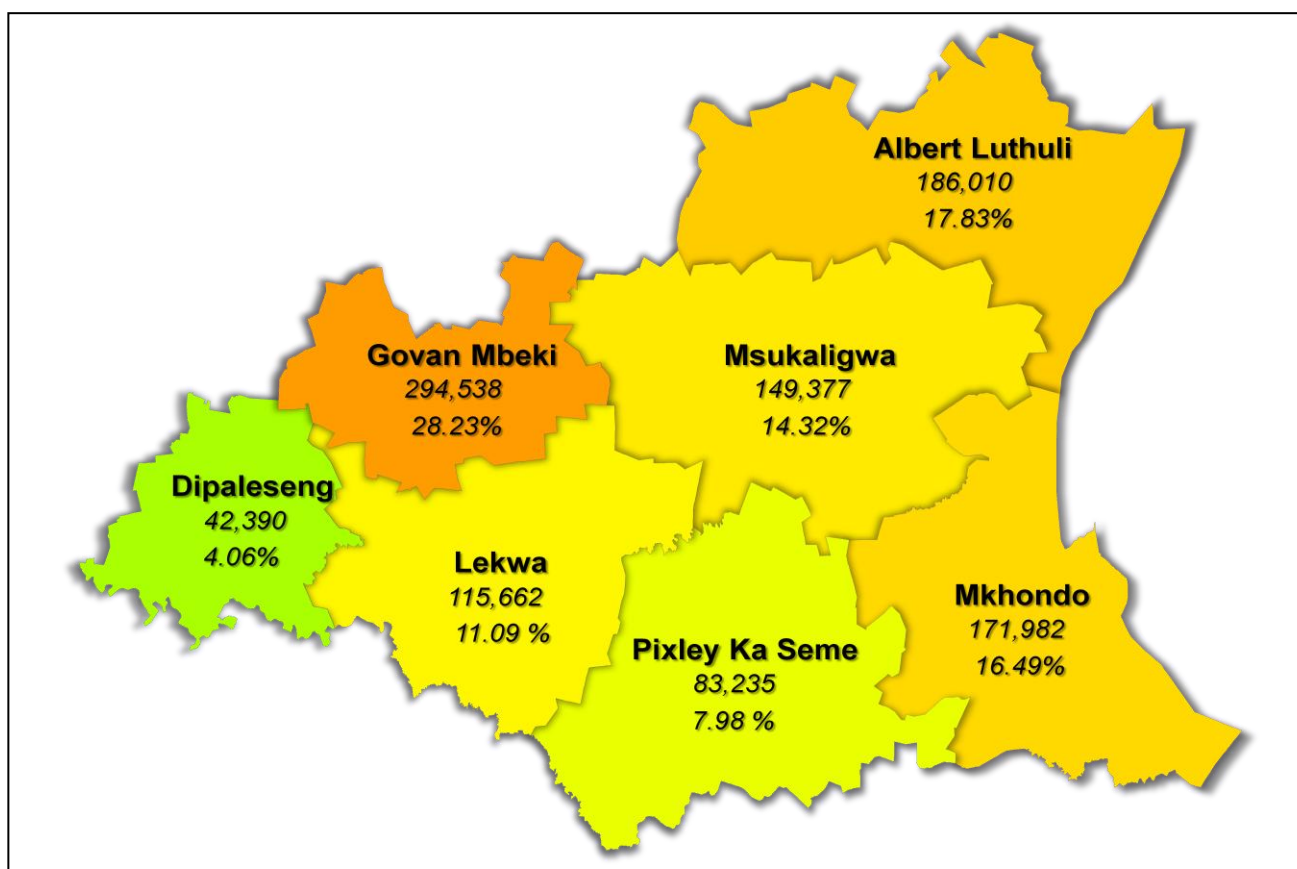 Albert Luthuli
186,010
17.83%
Govan Mbeki
294,538
28.23%
Msukaligwa
149,377
14.32%
Dipaleseng
42,390
4.06%
Lekwa
115,662
11.09 %
Mkhondo
171,982
16.49%
Pixley Ka Seme
83,235
7.98 %